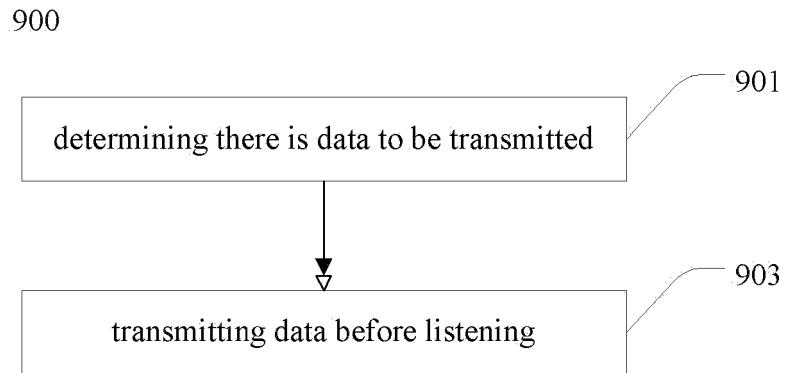 900
901
determining there is data to be transmitted
903
transmitting data before listening